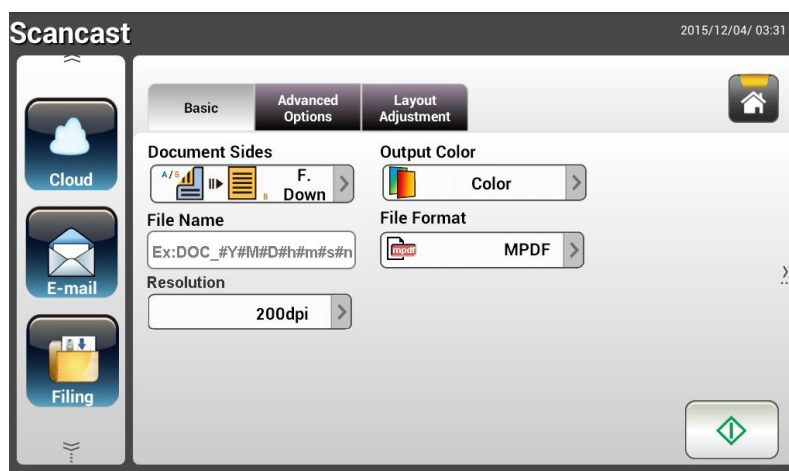 Scancast
2015/12/04/ 03:31
Cloud
E-mail
Filing
Basic
Advanced
Options
Layout
Adjustment
Document Sides
A/B
B
F.
Down
Output Color
Color
File Name
Ex:DOC_#Y#M#D#h#m#s#n
File Format
mpdf
MPDF
Resolution
200dpi